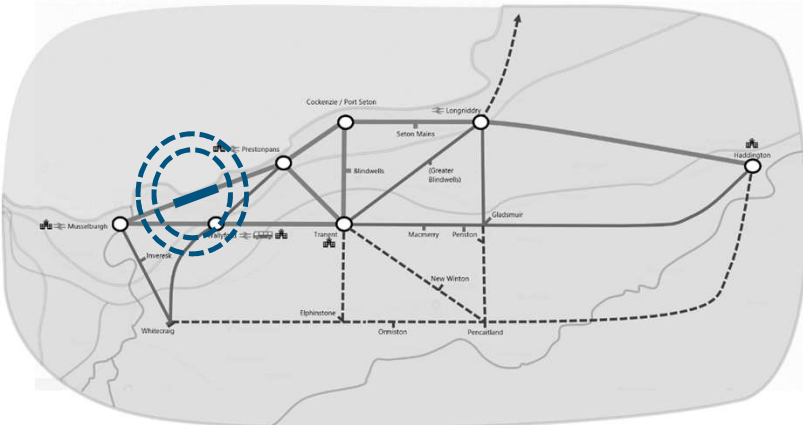 Cockenzie / Port Seton
Longniddry
Seton Mains
Prestonpans
Haddington
Blindwells
(Greater
Blindwells)
Gladsmuir
Musselburgh
Wallyford
Tranent
Macmerry
Penston
Inveresk
New Winton
Elphinstone
Whitecraig
Ormiston
Pencaitland